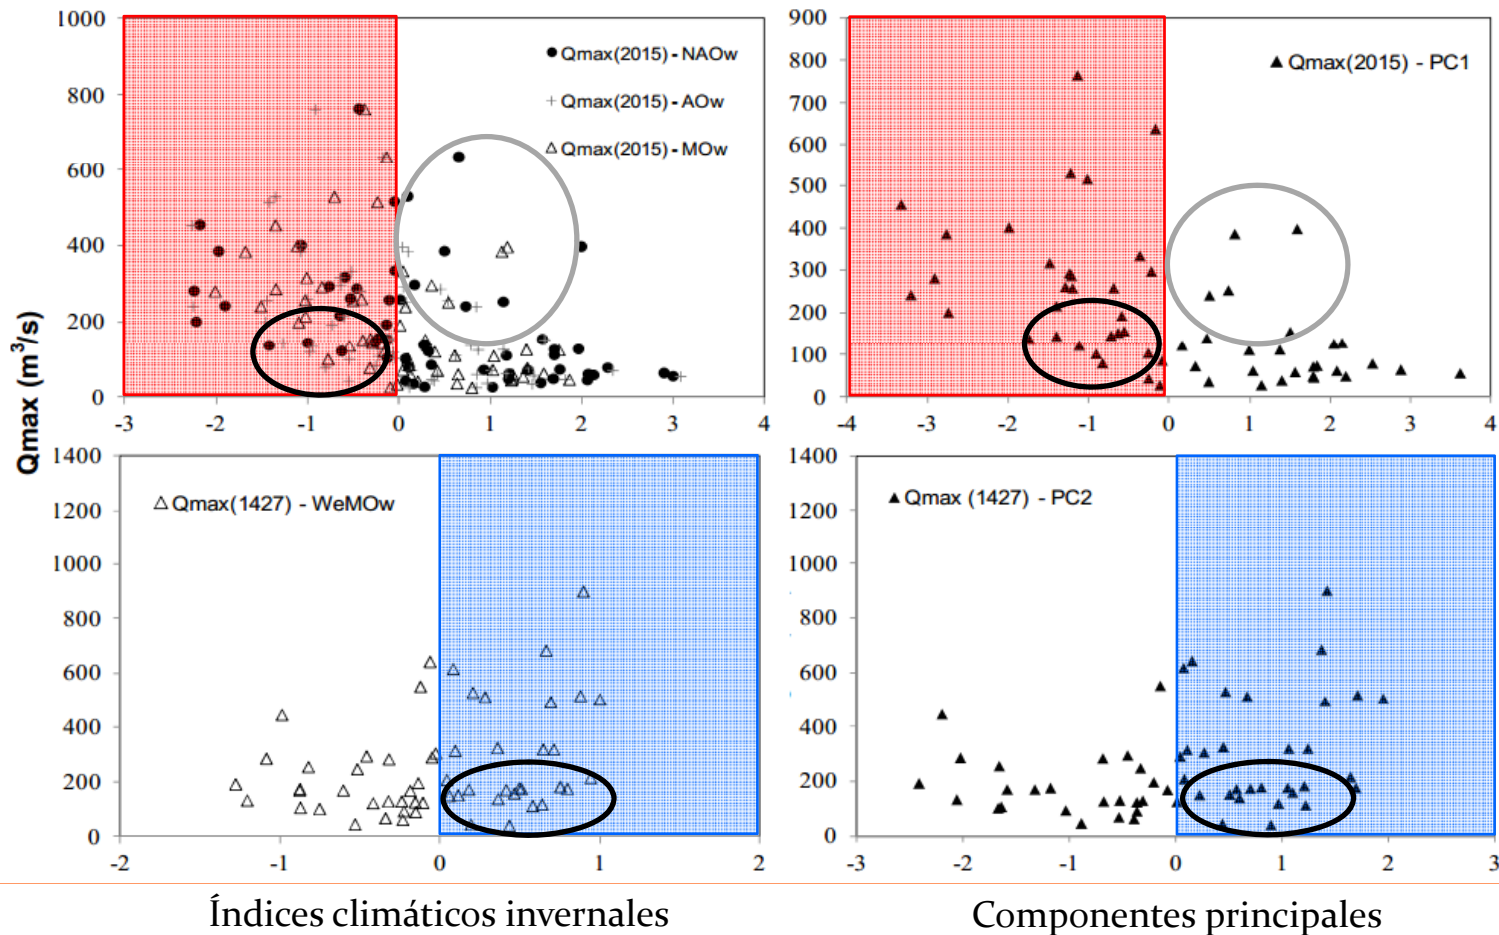 Qmax (m³/s)
1000
800
600
400
200
0
-3 -2 -1 0 1 2 3 4
Qmax(2015) - NAOw
Qmax(2015) - AOw
Qmax(2015) - MOw
900
800
700
600
500
400
300
200
100
0
-4 -3 -2 -1 0 1 2 3 4
Qmax(2015) - PC1
1400
1200
1000
800
600
400
200
0
-2 -1 0 1 2
Qmax(1427) - WeMOw
1400
1200
1000
800
600
400
200
0
-3 -2 -1 0 1 2 3
Qmax (1427) - PC2
Índices climáticos invernales
Componentes principales